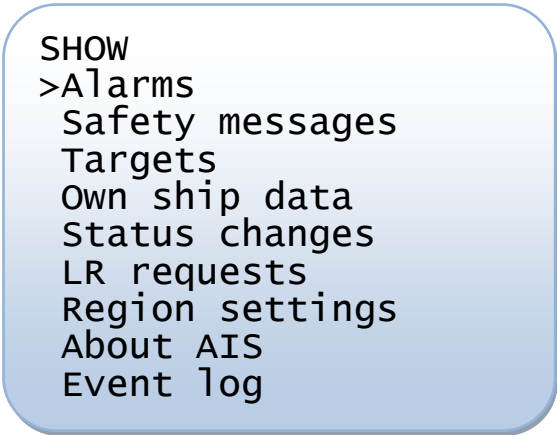 SHOW
>Alarms
Safety messages
Targets
Own ship data
Status changes
LR requests
Region settings
About AIS
Event log